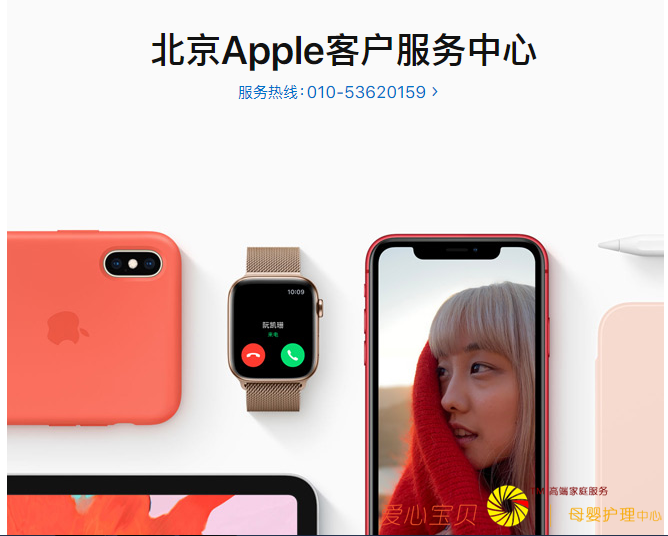 北京Apple客户服务中心
服务热线:010-53620159 >
10:09
阮凯珊
来电
高端家庭服务
爱心宝贝
母婴护理中心